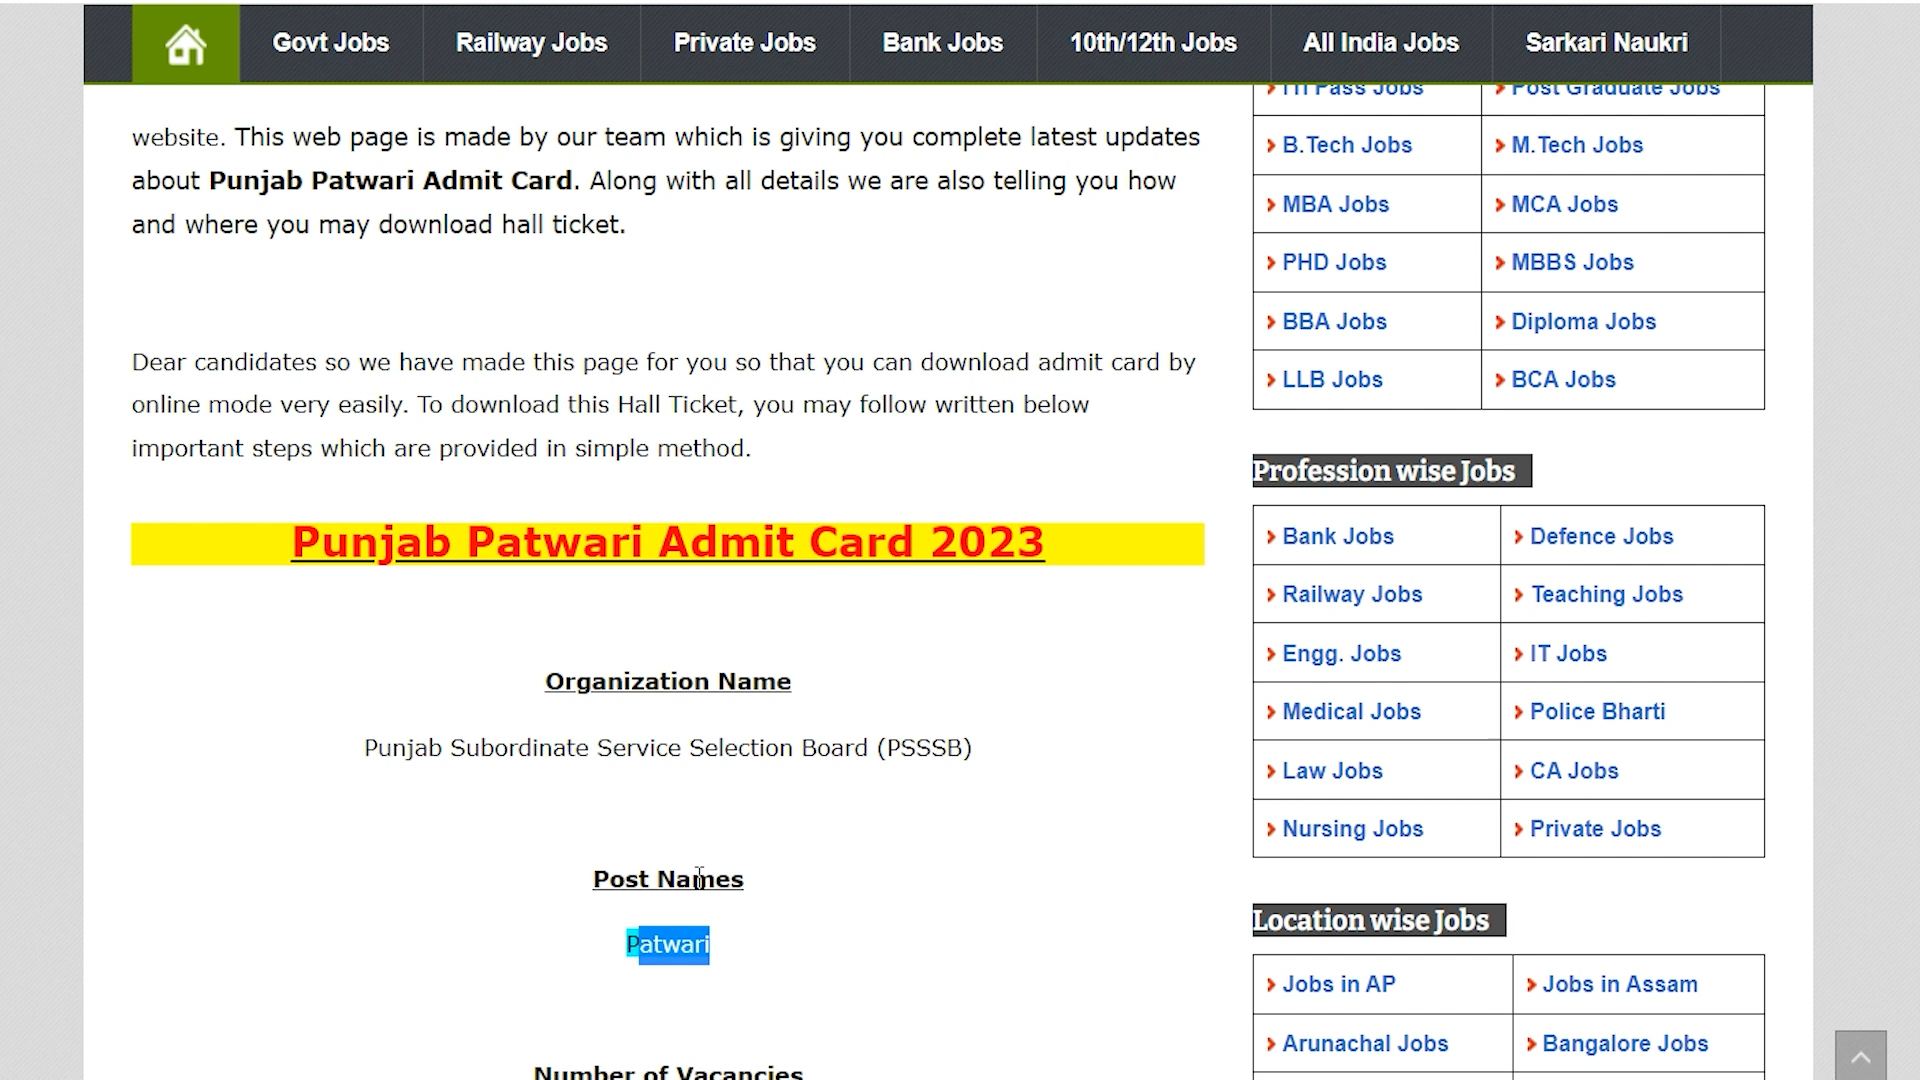 Govt Jobs Railway Jobs Private Jobs Bank Jobs 10th/12th Jobs All India Jobs Sarkari Naukri
website. This web page is made by our team which is giving you complete latest updates
about Punjab Patwari Admit Card. Along with all details we are also telling you how
and where you may download hall ticket.
Dear candidates so we have made this page for you so that you can download admit card by
online mode very easily. To download this Hall Ticket, you may follow written below
important steps which are provided in simple method.
Punjab Patwari Admit Card 2023
Organization Name
Punjab Subordinate Service Selection Board (PSSSB)
Post Names
Patwari
Number of Vacancies
ITI Pass Jobs Post Graduate Jobs
B.Tech Jobs M.Tech Jobs
MBA Jobs MCA Jobs
PHD Jobs MBBS Jobs
BBA Jobs Diploma Jobs
LLB Jobs BCA Jobs
Profession wise Jobs
Bank Jobs Defence Jobs
Railway Jobs Teaching Jobs
Engg. Jobs IT Jobs
Medical Jobs Police Bharti
Law Jobs CA Jobs
Nursing Jobs Private Jobs
Location wise Jobs
Jobs in AP Jobs in Assam
Arunachal Jobs Bangalore Jobs